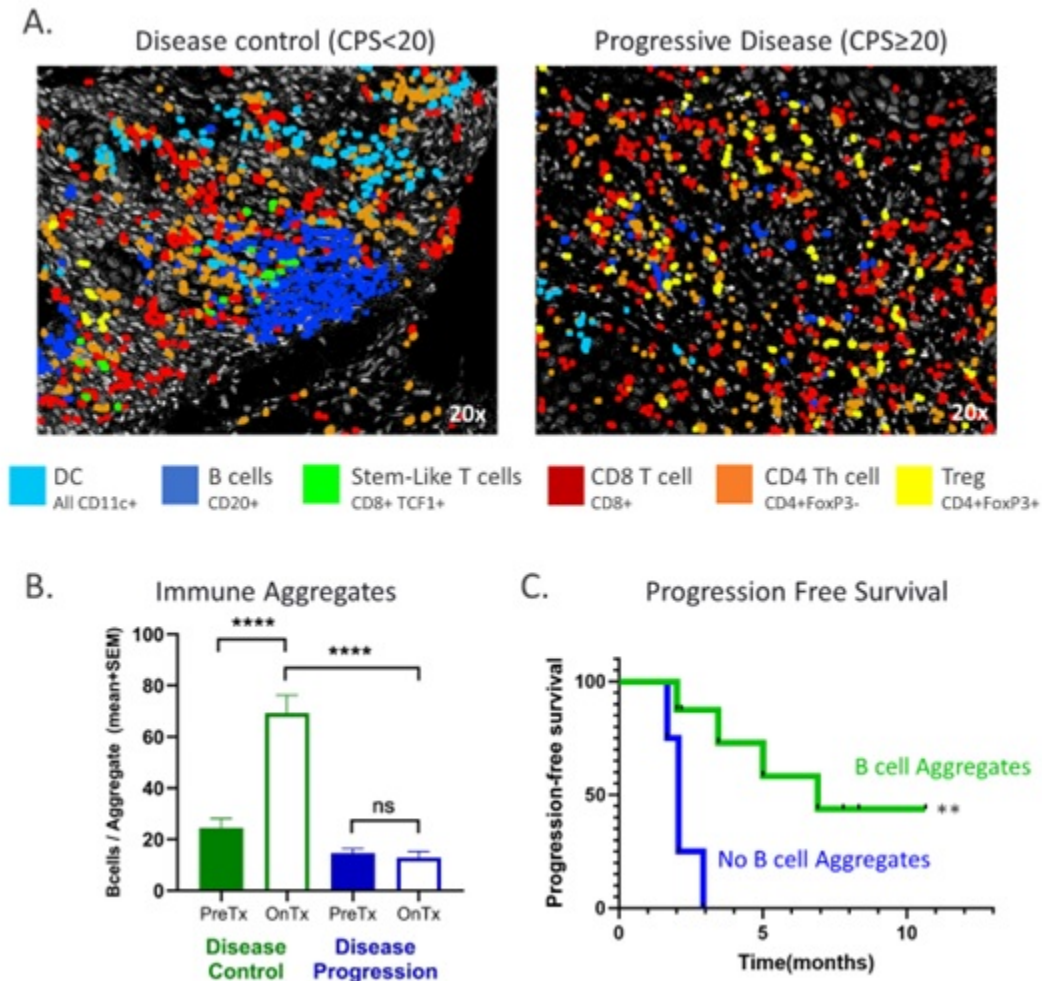 A.
Disease control (CPS<20)
Progressive Disease (CPS≥20)
20x
20x
DC
All CD11c+
B cells
CD20+
Stem-Like T cells
CD8+ TCF1+
CD8 T cell
CD8+
CD4 Th cell
CD4+FoxP3-
Treg
CD4+FoxP3+
B.
Immune Aggregates
Bcells / Aggregate (mean+SEM)
100
80
60
40
20
0
****
****
ns
PreTx
OnTx
PreTx
OnTx
Disease
Control
Disease
Progression
C.
Progression Free Survival
Progression-free survival
100
50
0
B cell Aggregates
**
No B cell Aggregates
0
5
10
Time(months)